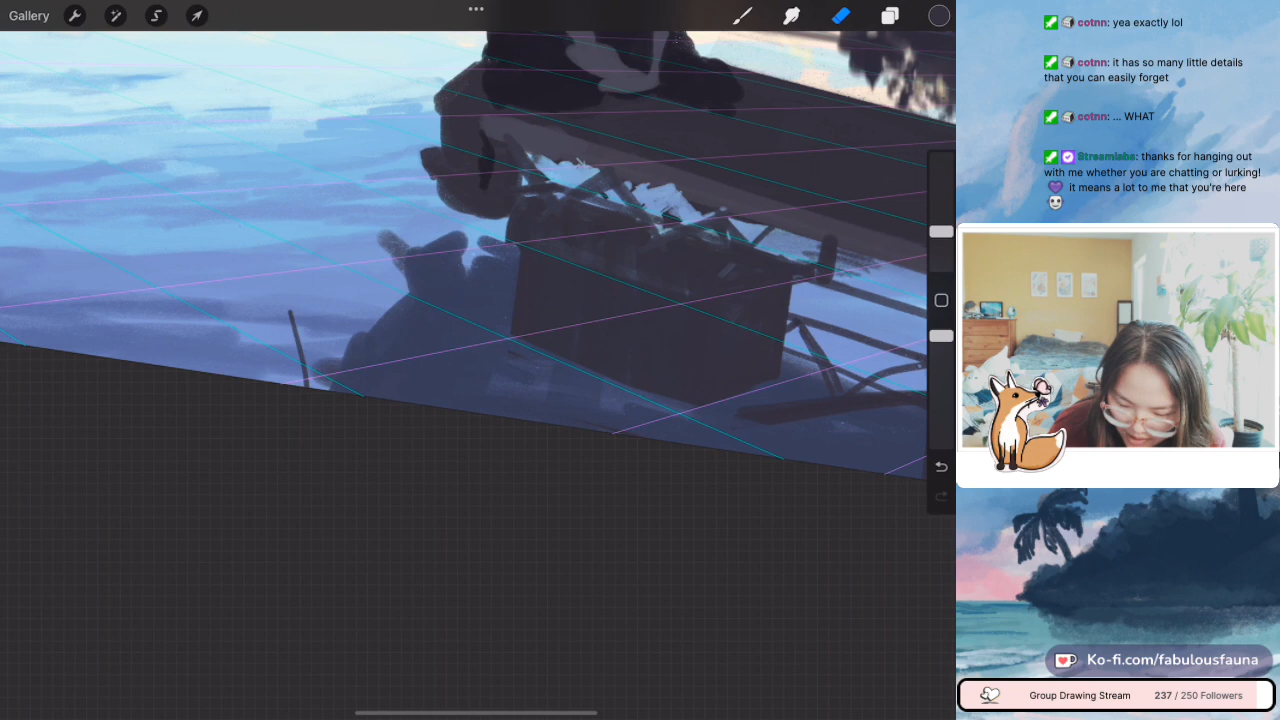 Gallery
cotnn: yea exactly lol
cotnn: it has so many little details
that you can easily forget
cotnn: ... WHAT
Streamlabs: thanks for hanging out
with me whether you are chatting or lurking!
it means a lot to me that you're here
Ko-fi.com/fabulousfauna
Group Drawing Stream 237 / 250 Followers